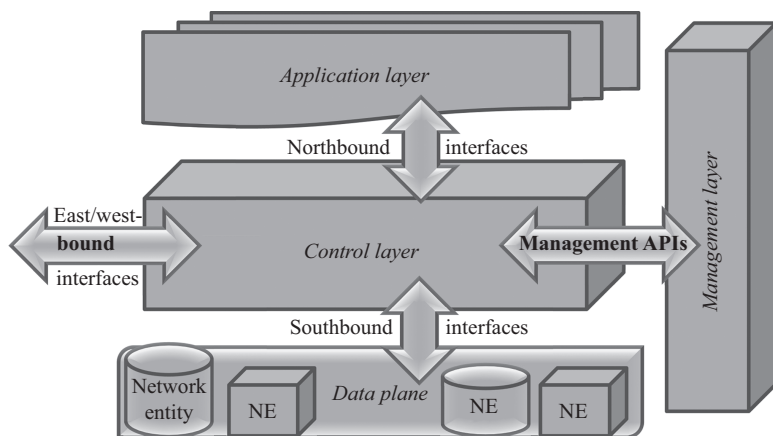 Application layer
Northbound interfaces
East/west-
bound
interfaces
Control layer
Management APIs
Management layer
Southbound interfaces
Network
entity
NE
Data plane
NE
NE